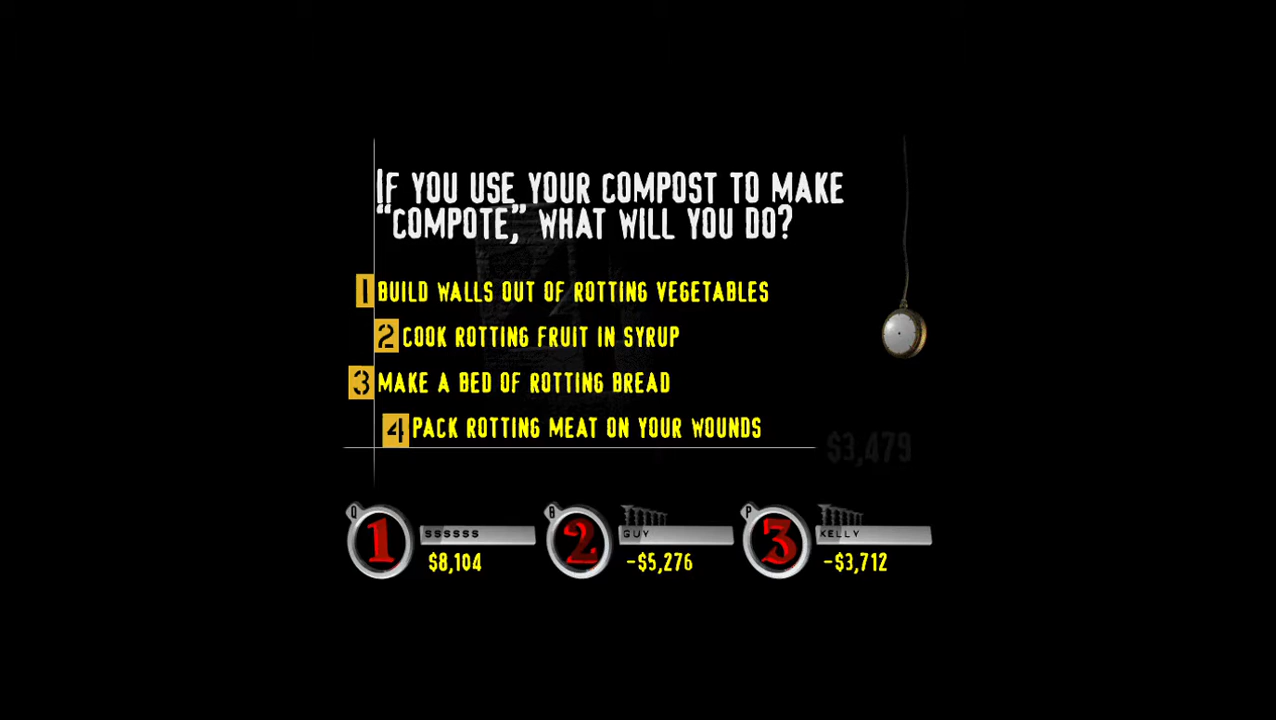 IF YOU USE YOUR COMPOST TO MAKE
“COMPOTE,” WHAT WILL YOU DO?
1 BUILD WALLS OUT OF ROTTING VEGETABLES
2 COOK ROTTING FRUIT IN SYRUP
3 MAKE A BED OF ROTTING BREAD
4 PACK ROTTING MEAT ON YOUR WOUNDS
$3,479
Q 1 SSSSSS B 2 GUY P 3 KELLY
$8,104 -$5,276 -$3,712